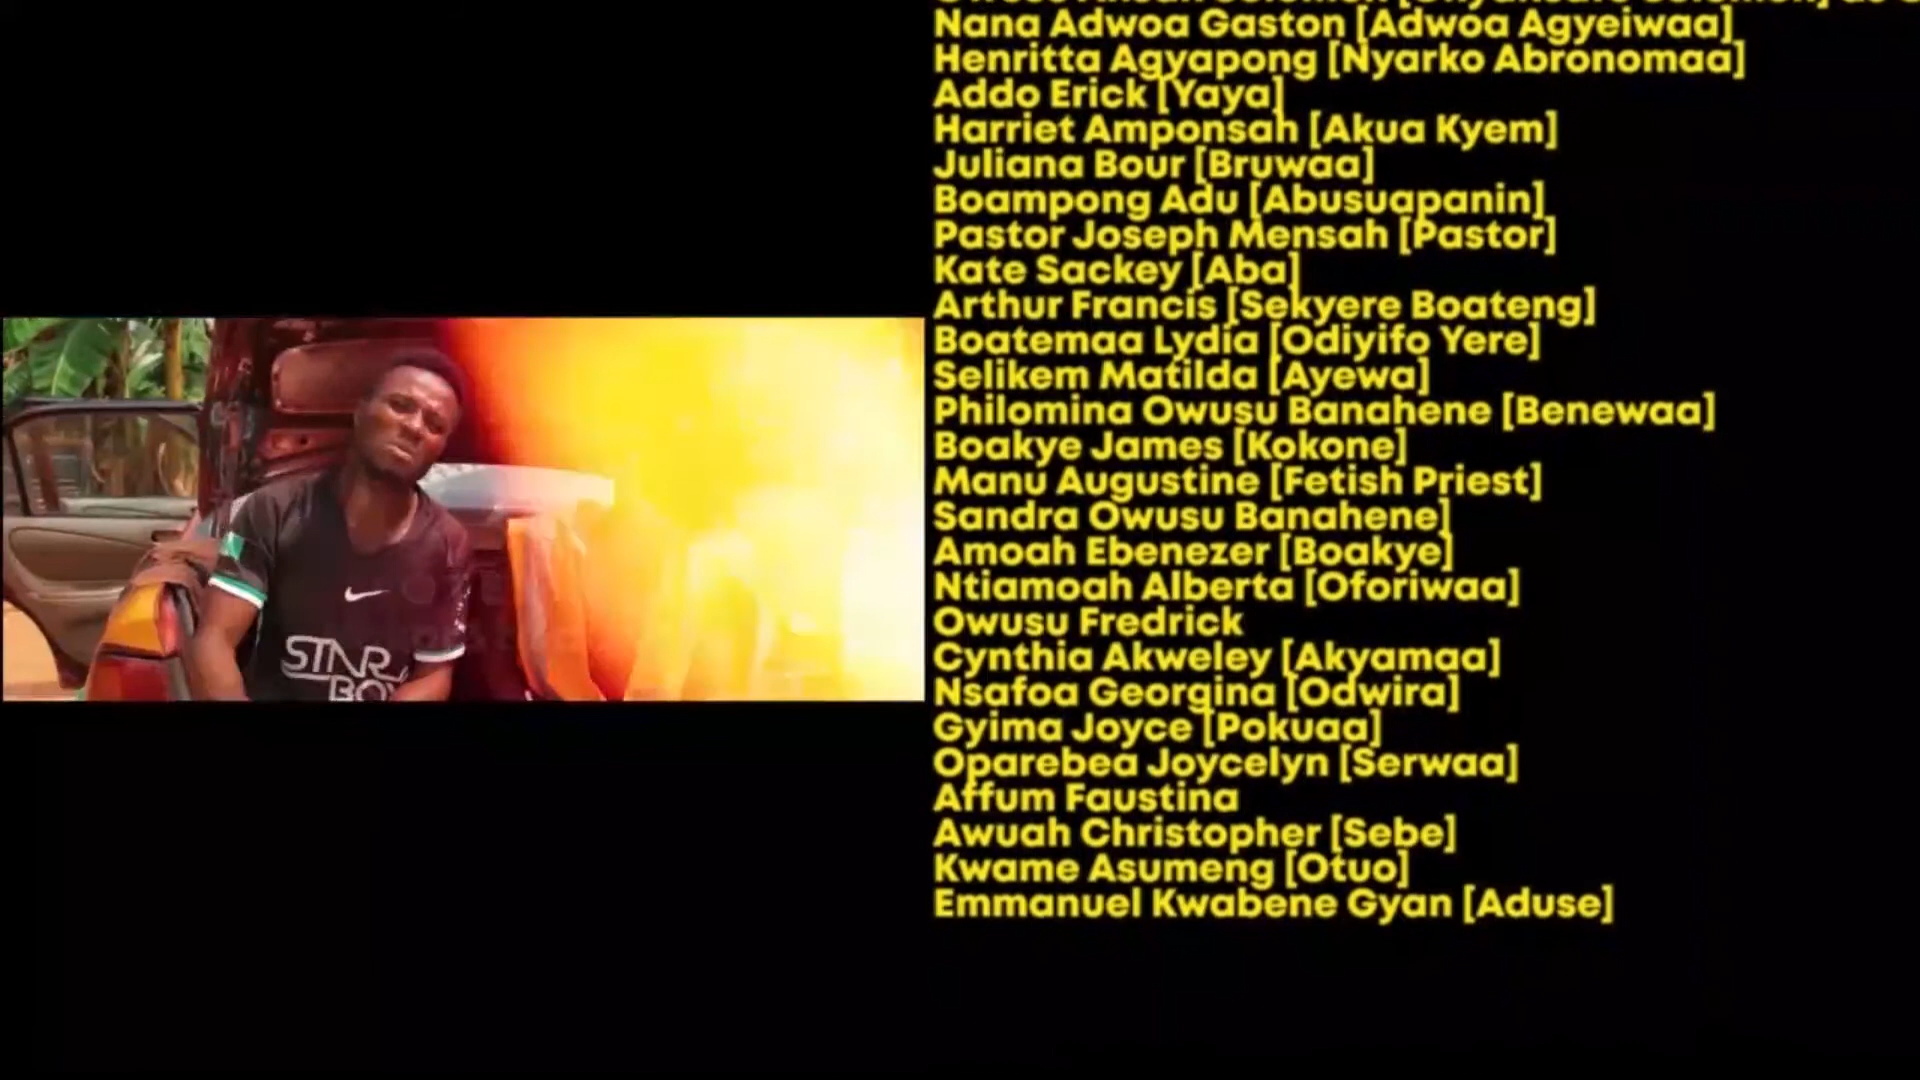 Nana Adwoa Gaston [Adwoa Agyeiwaa]
Henritta Agyapong [Nyarko Abronomaa]
Addo Erick [Yaya]
Harriet Amponsah [Akua Kyem]
Juliana Bour [Bruwaa]
Boampong Adu [Abusuapanin]
Pastor Joseph Mensah [Pastor]
Kate Sackey [Aba]
Arthur Francis [Sekyere Boateng]
Boatemaa Lydia [Odiyifo Yere]
Selikem Matilda [Ayewa]
Philomina Owusu Banahene [Benewaa]
Boakye James [Kokone]
Manu Augustine [Fetish Priest]
Sandra Owusu Banahene]
Amoah Ebenezer [Boakye]
Ntiamoah Alberta [Oforiwaa]
Owusu Fredrick
Cynthia Akweley [Akyamaa]
Nsafoa Georgina [Odwira]
Gyima Joyce [Pokuaa]
Oparebea Joycelyn [Serwaa]
Affum Faustina
Awuah Christopher [Sebe]
Kwame Asumeng [Otuo]
Emmanuel Kwabene Gyan [Aduse]
STAR
BOY